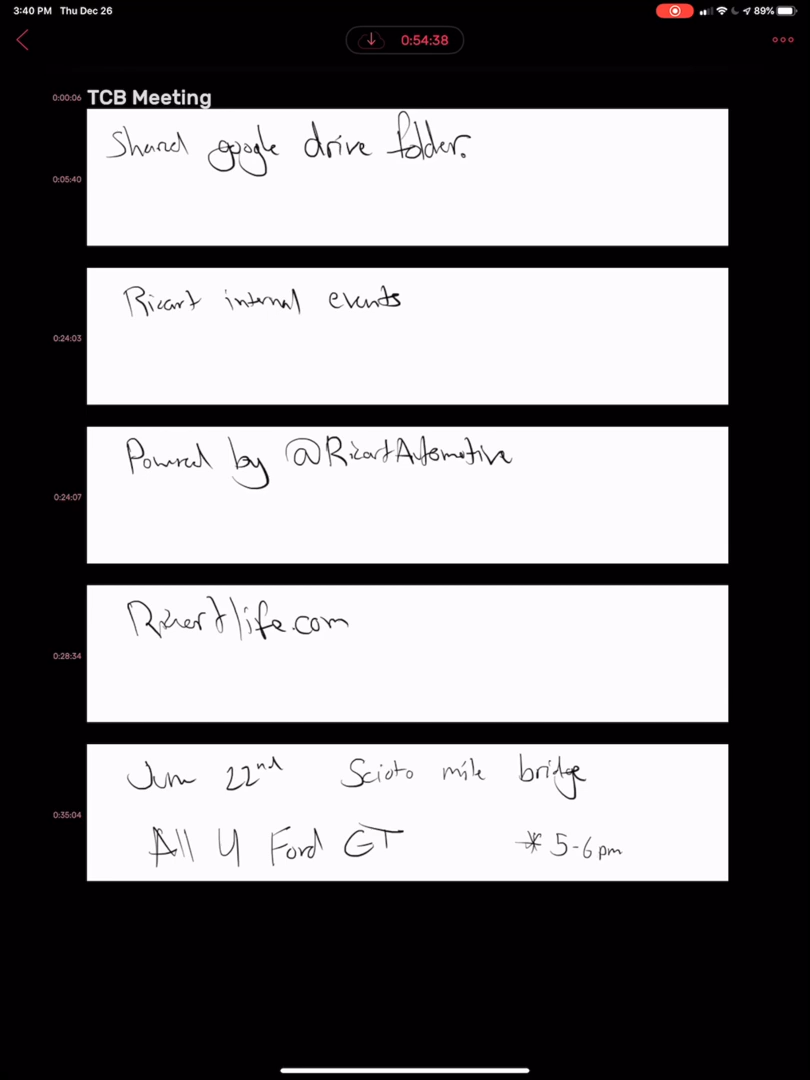 3:40 PM Thu Dec 26 89%
0:54:38
0:00:06 TCB Meeting
Shared google drive folder.
0:05:40
Ricart internal events
0:24:03
Powered by @RicartAutomotive
0:24:07
Ricartlife.com
0:28:34
June 22nd Scioto mile bridge
0:35:04
All 4 Ford GT * 5-6pm